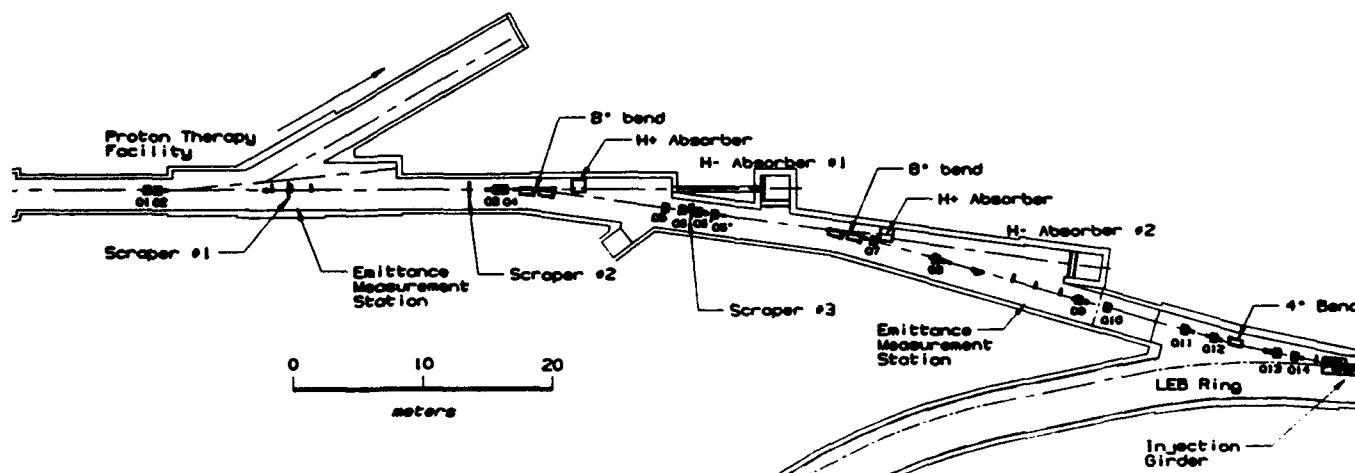 Proton Therapy
Facility
8° bend
H+ Absorber
H- Absorber #1
8° bend
H+ Absorber
H- Absorber #2
4° Bend
Q1 Q2
Q3 Q4
Q7
Q8
Q9
Q10
Q11
Q12
Q13
Q14
Scraper #1
Emittance
Measurement
Station
Scraper #2
Scraper #3
Emittance
Measurement
Station
LEB Ring
Injection
Girder
0 10 20
meters